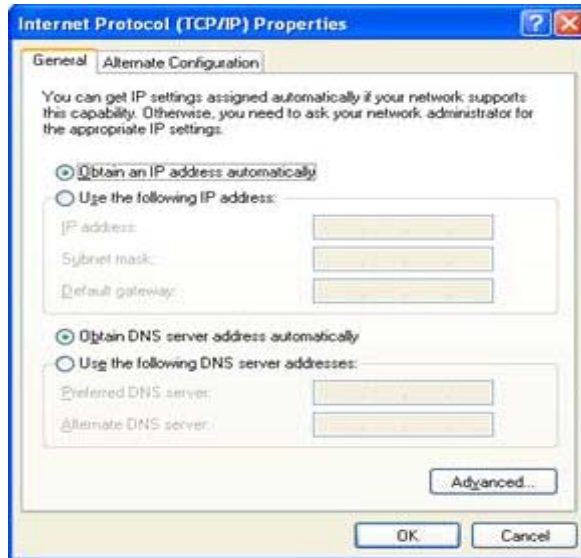 Internet Protocol (TCP/IP) Properties
General
Alternate Configuration
You can get IP settings assigned automatically if your network supports
this capability. Otherwise, you need to ask your network administrator for
the appropriate IP settings.
Obtain an IP address automatically
Use the following IP address:
IP address:
Subnet mask:
Default gateway:
Obtain DNS server address automatically
Use the following DNS server addresses:
Preferred DNS server:
Alternate DNS server:
Advanced...
OK
Cancel